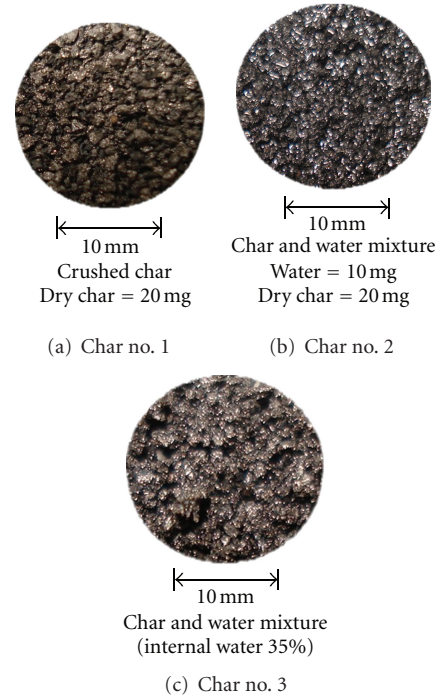 10 mm
Crushed char
Dry char = 20 mg
(a) Char no. 1
10 mm
Char and water mixture
Water = 10 mg
Dry char = 20 mg
(b) Char no. 2
10 mm
Char and water mixture
(internal water 35%)
(c) Char no. 3